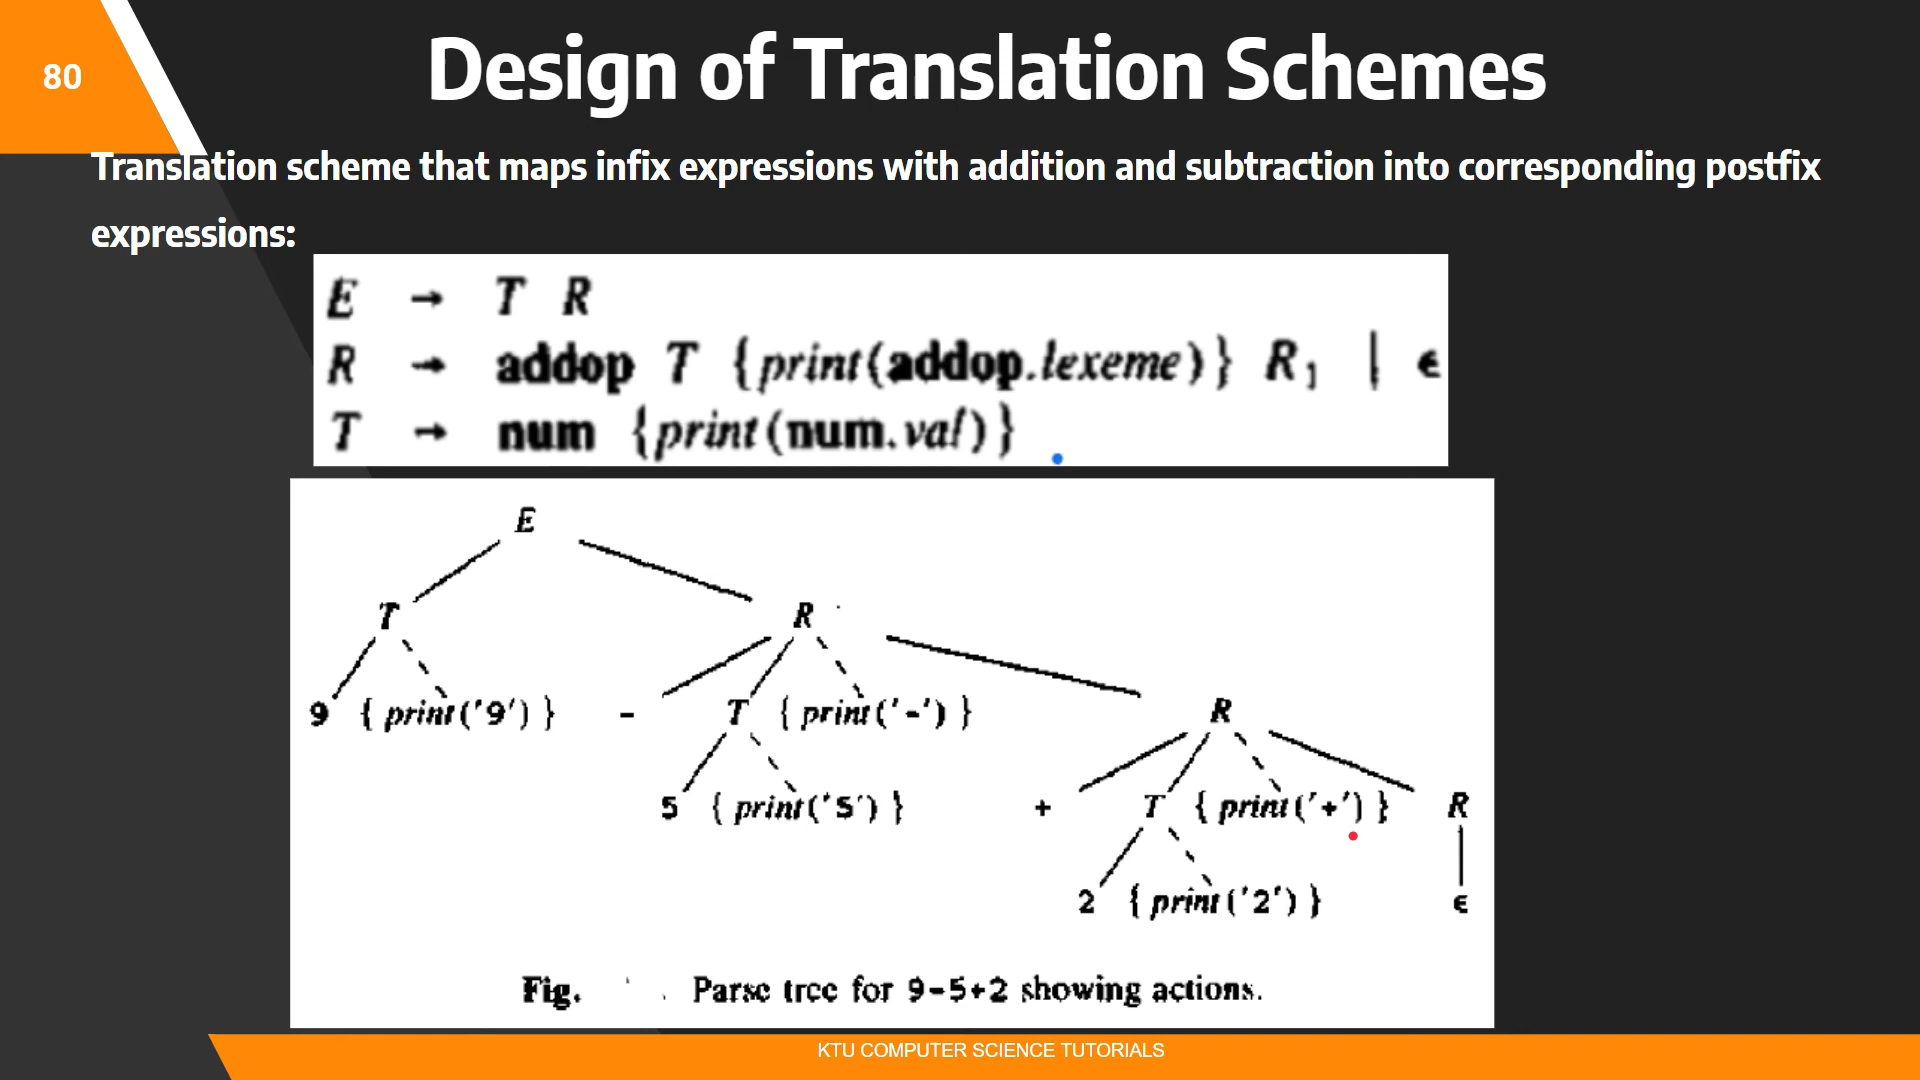 80
Design of Translation Schemes
Translation scheme that maps infix expressions with addition and subtraction into corresponding postfix
expressions:
E → T R
R → addop T {print(addop.lexeme)} R₁ | ϵ
T → num {print(num.val)}
E
T R
9 { print('9') } - T { print('-') } R
5 { print('5') } + T { print('+') } R
2 { print('2') } ϵ
Fig. Parse tree for 9-5+2 showing actions.
KTU COMPUTER SCIENCE TUTORIALS